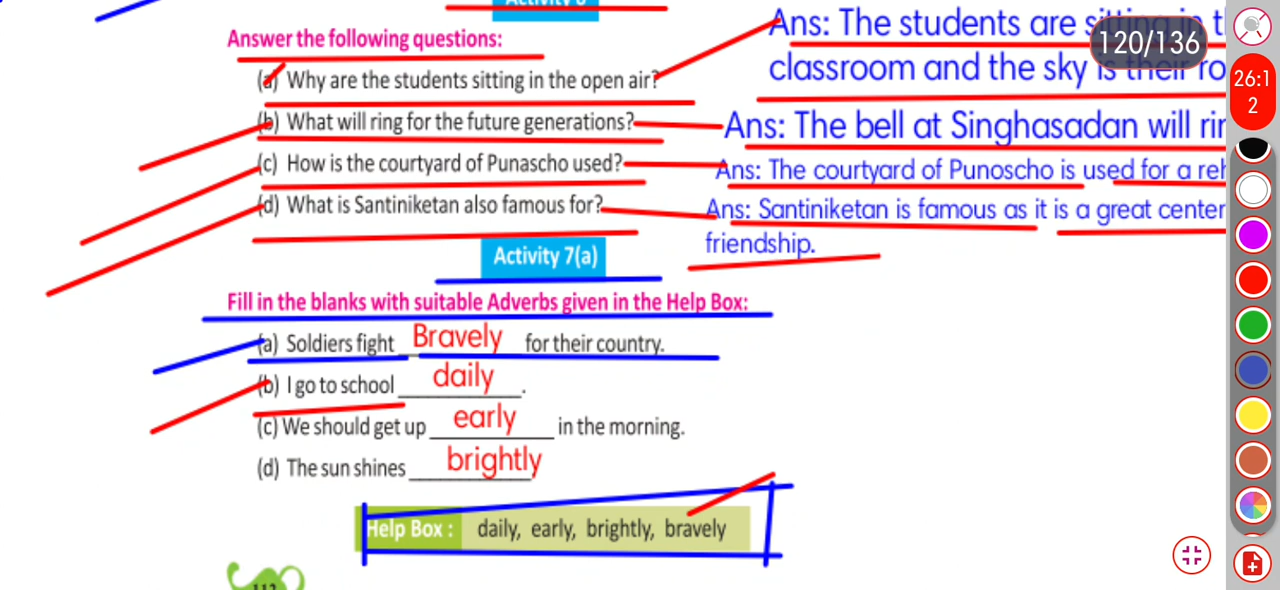 Answer the following questions:
Ans: The students are sitting in
(a) Why are the students sitting in the open air?
classroom and the sky is their
120/136
26:1
2
(b) What will ring for the future generations?
Ans: The bell at Singhasadan will
(c) How is the courtyard of Punascho used?
Ans: The courtyard of Punoscho is used for a
(d) What is Santiniketan also famous for?
Ans: Santiniketan is famous as it is a great center
friendship.
Activity 7(a)
Fill in the blanks with suitable Adverbs given in the Help Box:
(a) Soldiers fight Bravely for their country.
(b) I go to school daily.
(c) We should get up early in the morning.
(d) The sun shines brightly
Help Box : daily, early, brightly, bravely